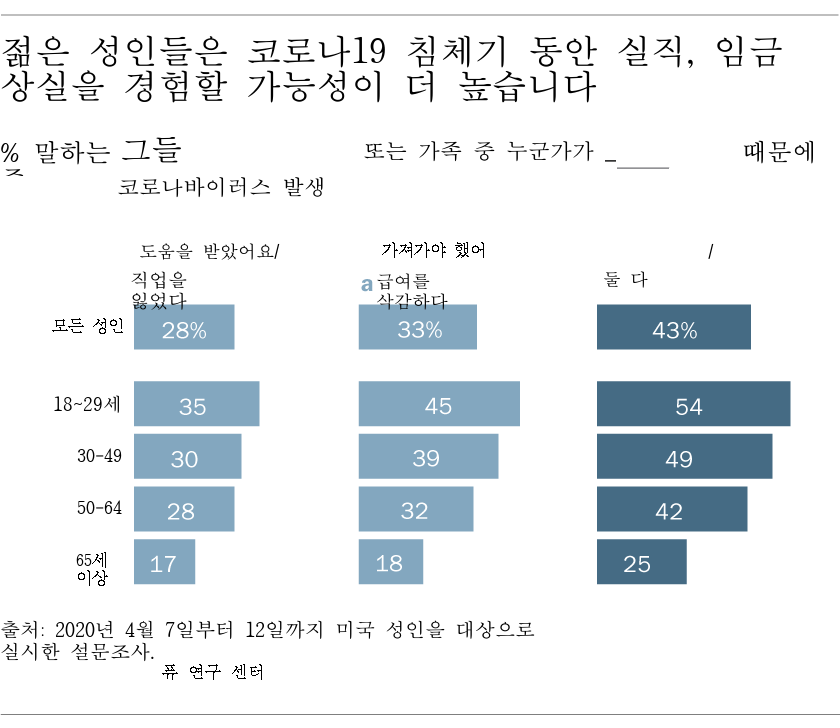 젊은 성인들은 코로나19 침체기 동안 실직, 임금
상실을 경험할 가능성이 더 높습니다
% 말하는 그들 또는 가족 중 누군가가 _____ 때문에
코로나바이러스 발생
도움을 받았어요/ 가져가야 했어 /
직업을 a 급여를 둘 다
잃었다 삭감하다
모든 성인 28% 33% 43%
18~29세 35 45 54
30-49 30 39 49
50-64 28 32 42
65세
이상 17 18 25
출처: 2020년 4월 7일부터 12일까지 미국 성인을 대상으로
실시한 설문조사.
퓨 연구 센터